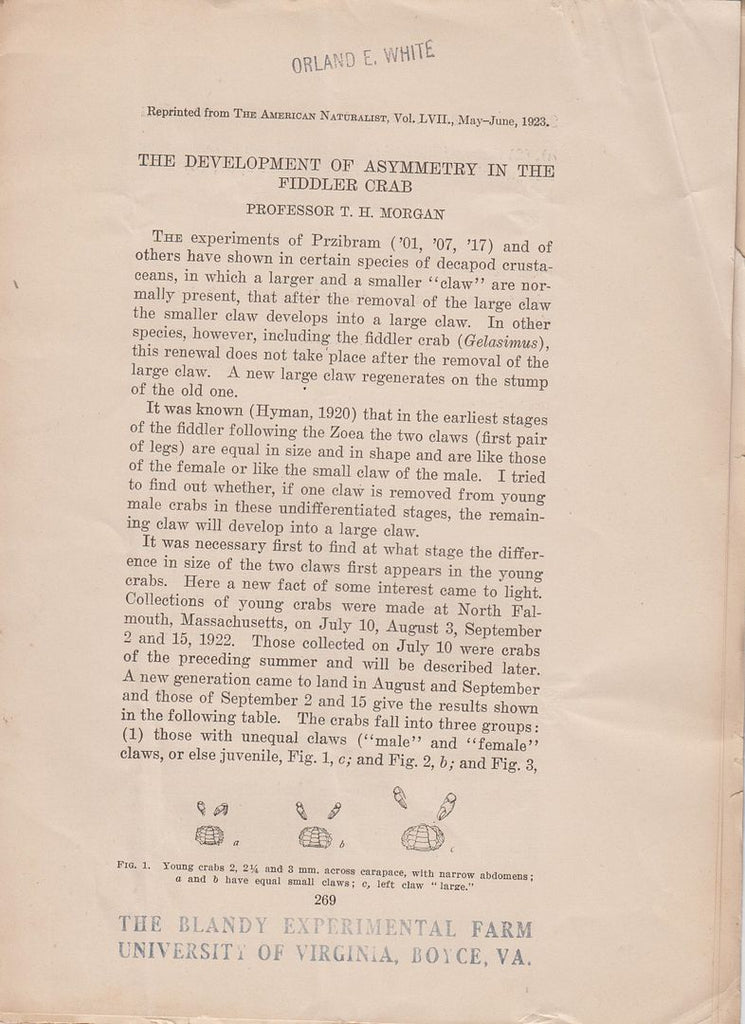 ORLAND E. WHITE
Reprinted from THE AMERICAN NATURALIST, Vol. LVII., May–June, 1923.
THE DEVELOPMENT OF ASYMMETRY IN THE
FIDDLER CRAB
PROFESSOR T. H. MORGAN
THE experiments of Przibram ('01, '07, '17) and of
others have shown in certain species of decapod crusta-
ceans, in which a larger and a smaller “claw” are nor-
mally present, that after the removal of the large claw
the smaller claw develops into a large claw. In other
species, however, including the fiddler crab (Gelasimus),
this renewal does not take place after the removal of the
large claw. A new large claw regenerates on the stump
of the old one.
It was known (Hyman, 1920) that in the earliest stages
of the fiddler following the Zoea the two claws (first pair
of legs) are equal in size and in shape and are like those
of the female or like the small claw of the male. I tried
to find out whether, if one claw is removed from young
male crabs in these undifferentiated stages, the remain-
ing claw will develop into a large claw.
It was necessary first to find at what stage the differ-
ence in size of the two claws first appears in the young
crabs. Here a new fact of some interest came to light.
Collections of young crabs were made at North Fal-
mouth, Massachusetts, on July 10, August 3, September
2 and 15, 1922. Those collected on July 10 were crabs
of the preceding summer and will be described later.
A new generation came to land in August and September
and those of September 2 and 15 give the results shown
in the following table. The crabs fall into three groups:
(1) those with unequal claws (“male” and “female”
claws, or else juvenile, Fig. 1, c; and Fig. 2, b; and Fig. 3,
a b c
FIG. 1. Young crabs 2, 2¼ and 3 mm. across carapace, with narrow abdomens;
a and b have equal small claws; c, left claw “large.”
269
THE BLANDY EXPERIMENTAL FARM
UNIVERSITY OF VIRGINIA, BOYCE, VA.